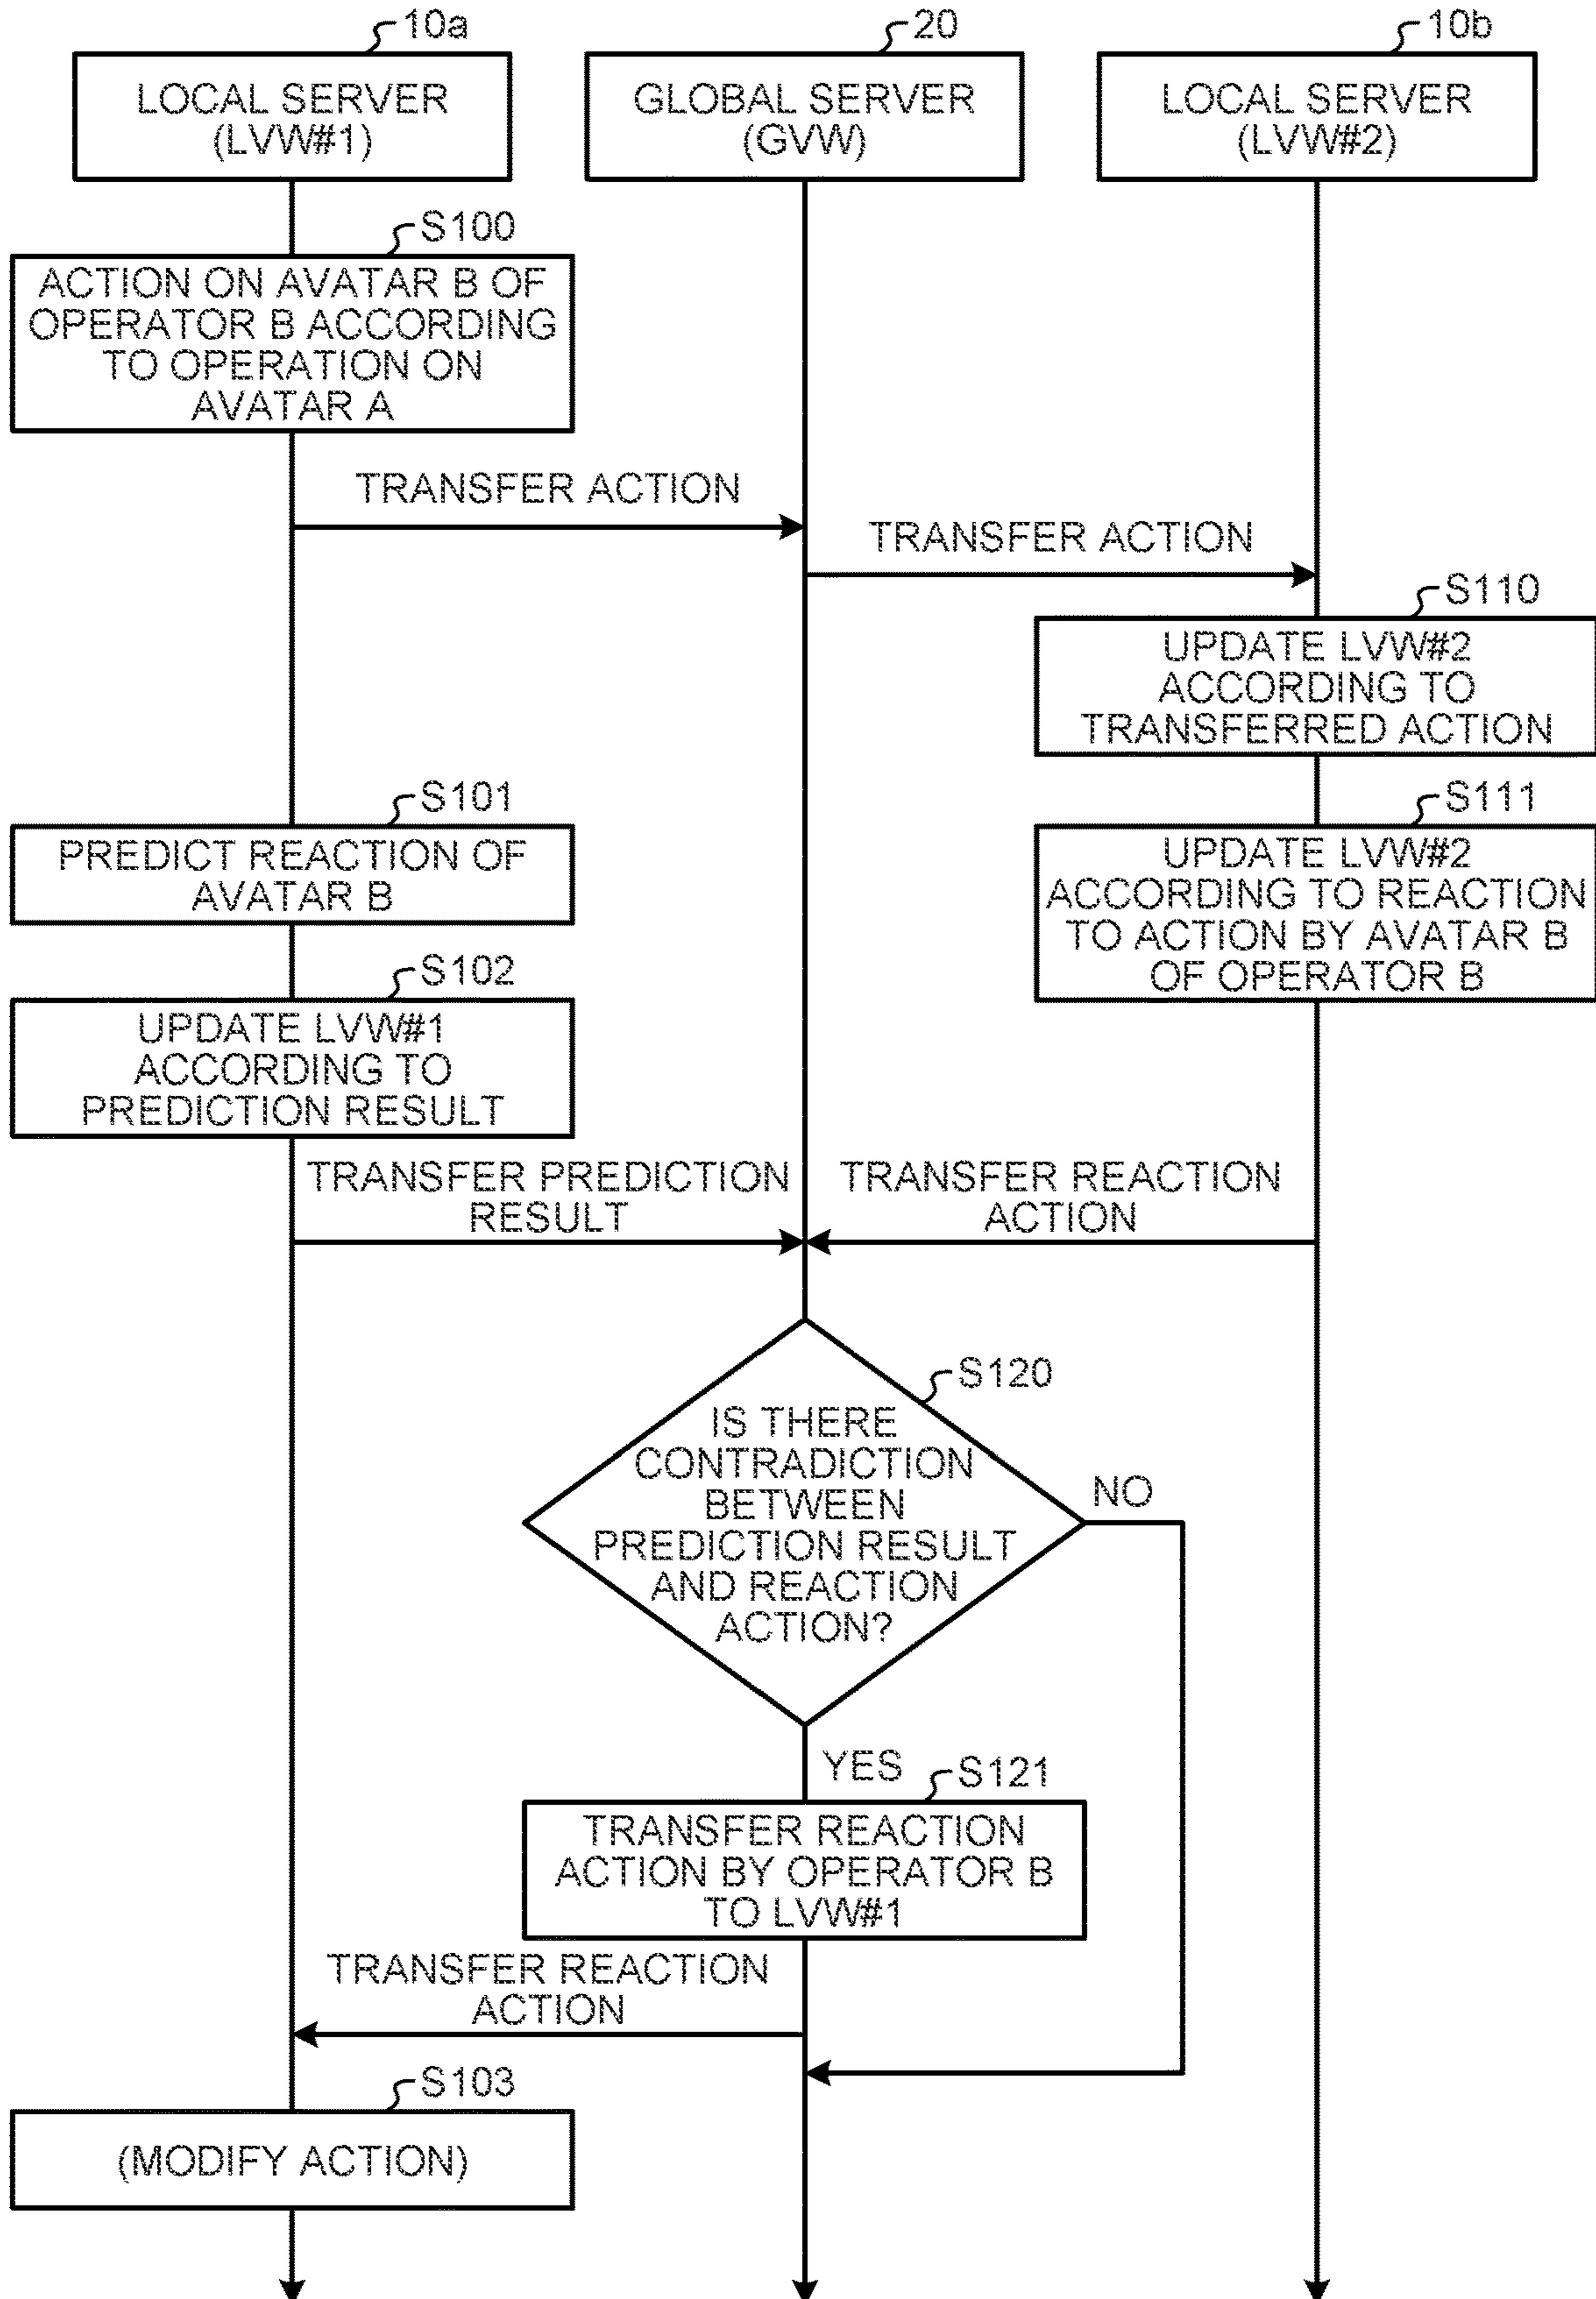 10a
20
10b
LOCAL SERVER
(LVW#1)
GLOBAL SERVER
(GVW)
LOCAL SERVER
(LVW#2)
S100
ACTION ON AVATAR B OF
OPERATOR B ACCORDING
TO OPERATION ON
AVATAR A
TRANSFER ACTION
TRANSFER ACTION
S110
UPDATE LVW#2
ACCORDING TO
TRANSFERRED ACTION
S101
PREDICT REACTION OF
AVATAR B
S111
UPDATE LVW#2
ACCORDING TO REACTION
TO ACTION BY AVATAR B
OF OPERATOR B
S102
UPDATE LVW#1
ACCORDING TO
PREDICTION RESULT
TRANSFER PREDICTION
RESULT
TRANSFER REACTION
ACTION
S120
IS THERE
CONTRADICTION
BETWEEN
PREDICTION RESULT
AND REACTION
ACTION?
NO
YES
S121
TRANSFER REACTION
ACTION BY OPERATOR B
TO LVW#1
TRANSFER REACTION
ACTION
S103
(MODIFY ACTION)